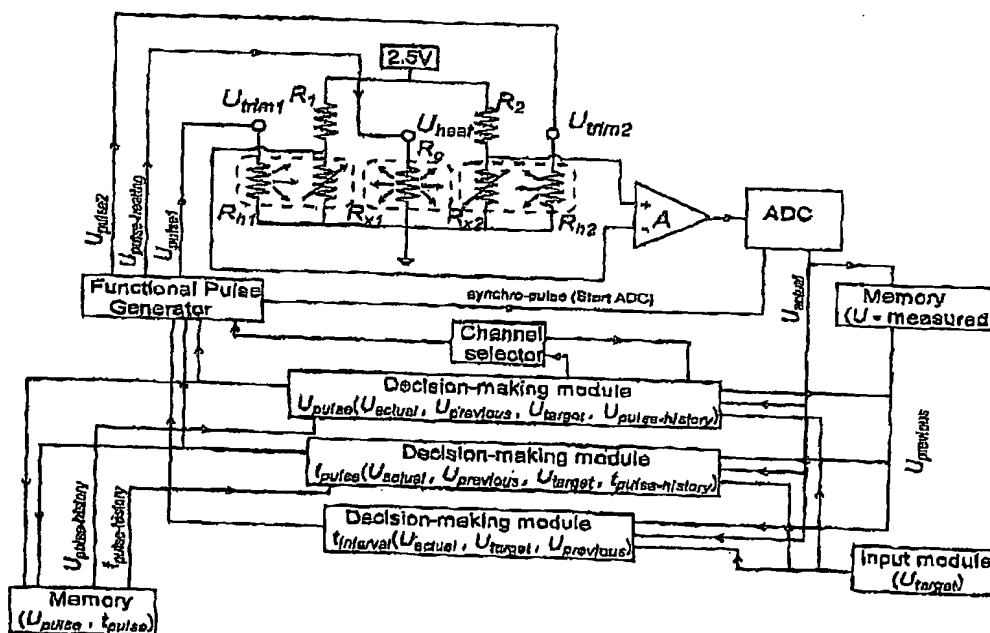 2.5V
R1
R2
Utrim1
Uheat
Utrim2
Rg
Rh1
Rx1
Rx2
Rh2
+
-
A
ADC
Upulse2
Upulse-heating
Upulse1
Functional Pulse
Generator
synchro-pulse (Start ADC)
Uactual
Memory
(U - measured
Channel
selector
Decision-making module
Upulse(Uactual, Uprevious, Utarget, Upulse-history)
Decision-making module
tpulse(Uactual, Uprevious, Utarget, tpulse-history)
Decision-making module
tinterval(Uactual, Utarget, Uprevious)
Uprevious
Upulse-history
tpulse-history
Memory
(Upulse, tpulse)
Input module
(Utarget)